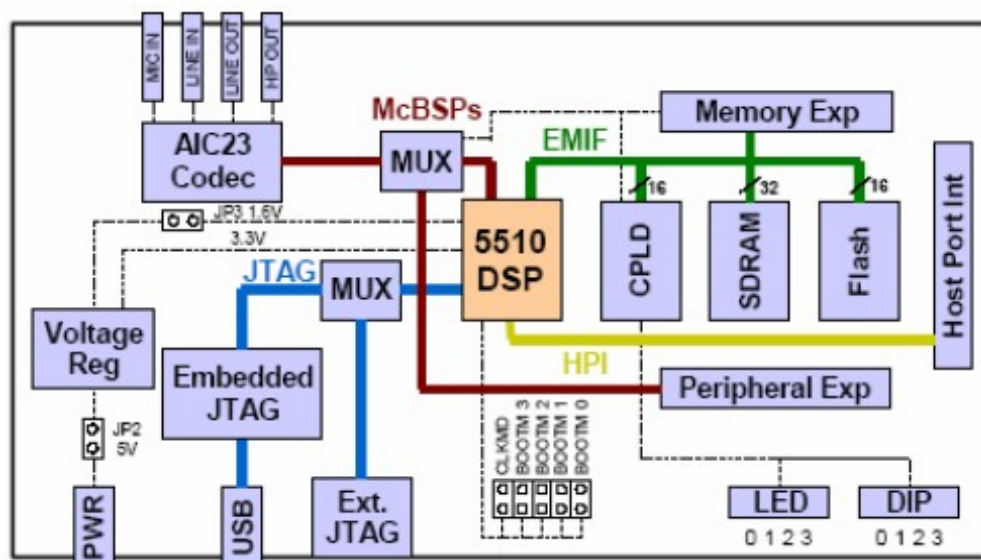 MIC IN
LINE IN
LINE OUT
HP OUT
AIC23
Codec
McBSPs
MUX
Memory Exp
EMIF
16
32
16
JP3 1.6V
3.3V
5510
DSP
CPLD
SDRAM
Flash
Host Port Int
JTAG
MUX
Voltage
Reg
HPI
Embedded
JTAG
Peripheral Exp
JP2
5V
CLKMD
BOOTM 3
BOOTM 2
BOOTM 1
BOOTM 0
PWR
USB
Ext.
JTAG
LED
DIP
0 1 2 3
0 1 2 3